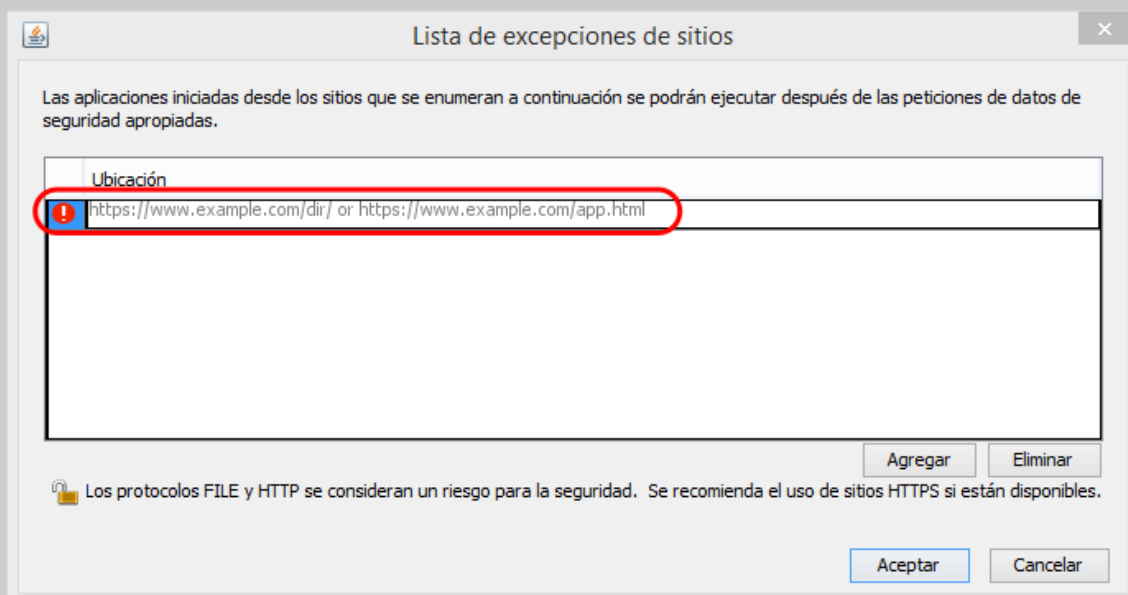 Lista de excepciones de sitios
Las aplicaciones iniciadas desde los sitios que se enumeran a continuación se podrán ejecutar después de las peticiones de datos de
seguridad apropiadas.
Ubicación
https://www.example.com/dir/ or https://www.example.com/app.html
Agregar
Eliminar
Los protocolos FILE y HTTP se consideran un riesgo para la seguridad. Se recomienda el uso de sitios HTTPS si están disponibles.
Aceptar
Cancelar